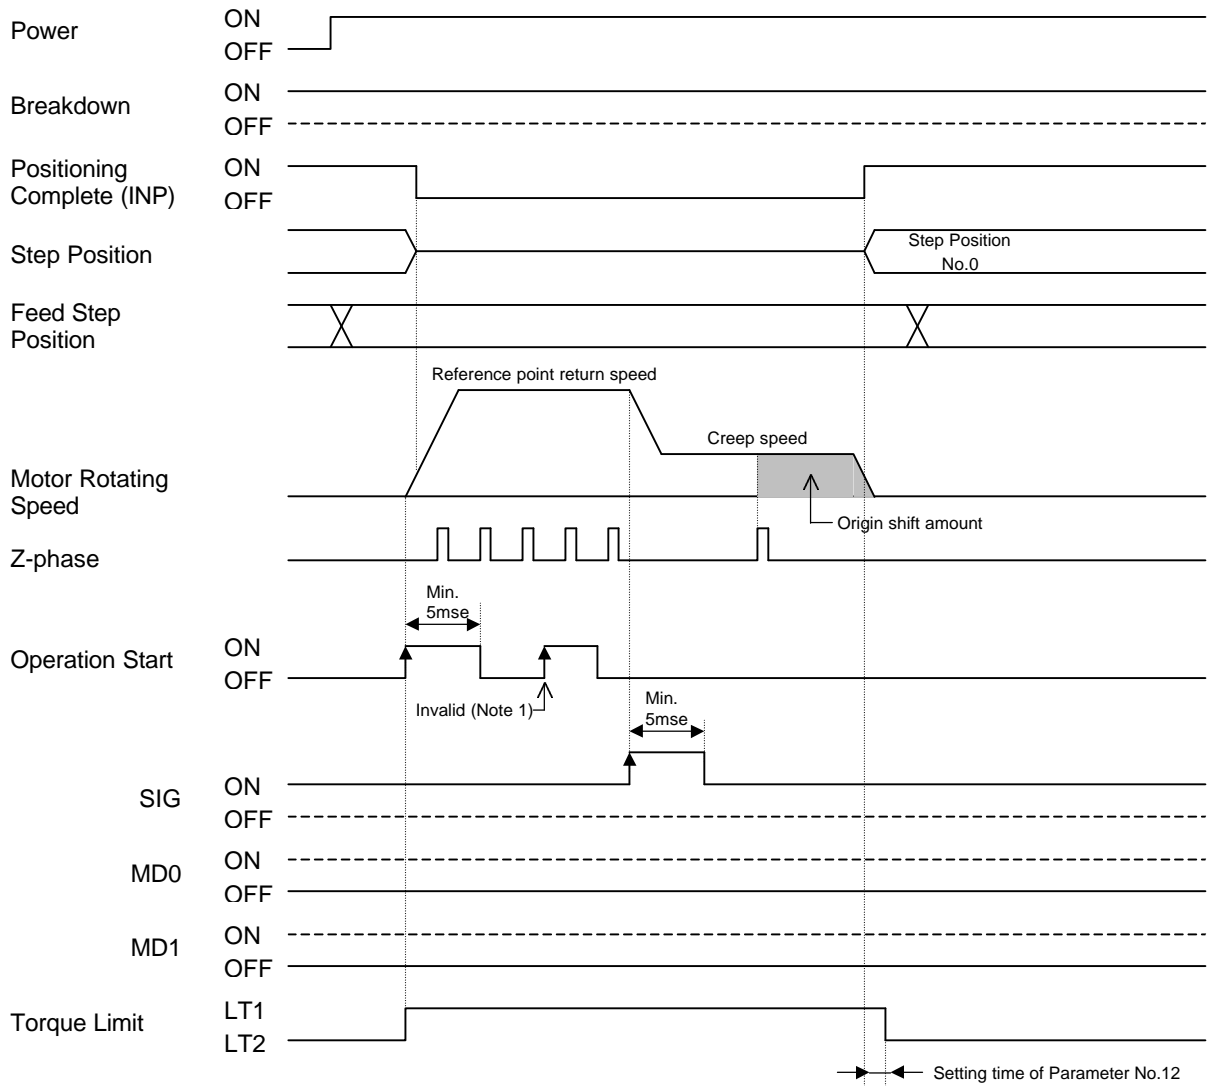 Power
ON
OFF
Breakdown
ON
OFF
Positioning
Complete (INP)
ON
OFF
Step Position
Step Position
No.0
Feed Step
Position
Reference point return speed
Creep speed
Motor Rotating
Speed
Origin shift amount
Z-phase
Min.
5mse
Operation Start
ON
OFF
Invalid (Note 1)
Min.
5mse
SIG
ON
OFF
MD0
ON
OFF
MD1
ON
OFF
Torque Limit
LT1
LT2
Setting time of Parameter No.12